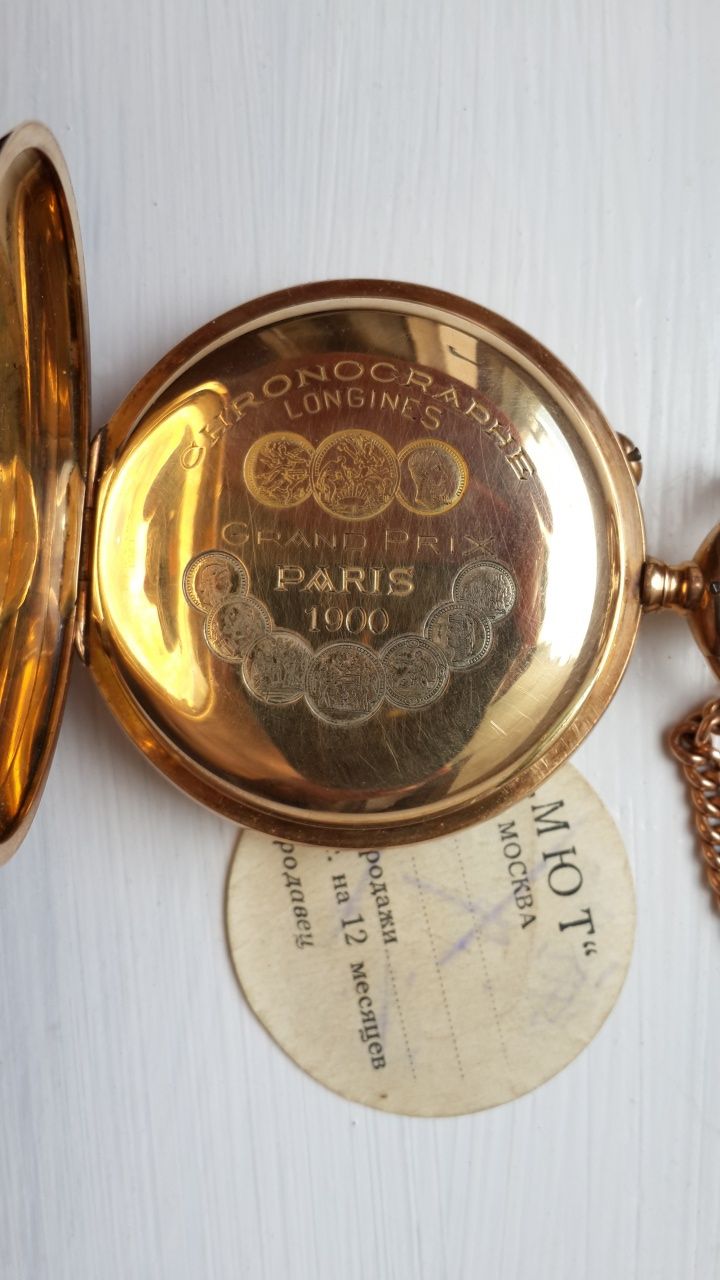 CHRONOGRAPHE
LONGINES
GRAND PRIX
PARIS
1900
МЮТ“
МОСКВА
родажи
на 12 месяцев
родавец